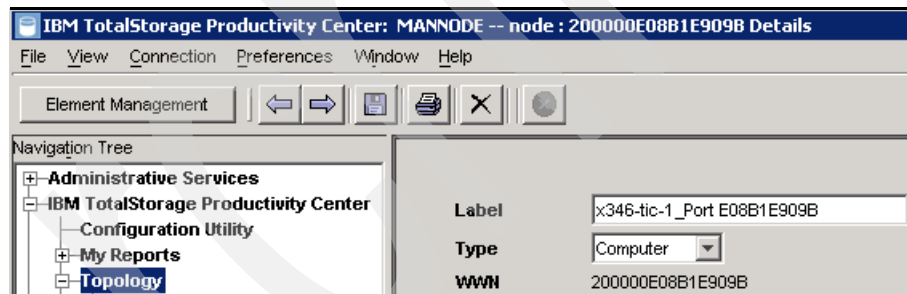 IBM TotalStorage Productivity Center: MANNODE -- node : 200000E08B1E909B Details
File View Connection Preferences Window Help
Element Management
Navigation Tree
Administrative Services
IBM TotalStorage Productivity Center
Configuration Utility
My Reports
Topology
Label x346-tic-1_Port E08B1E909B
Type Computer
WWN 200000E08B1E909B